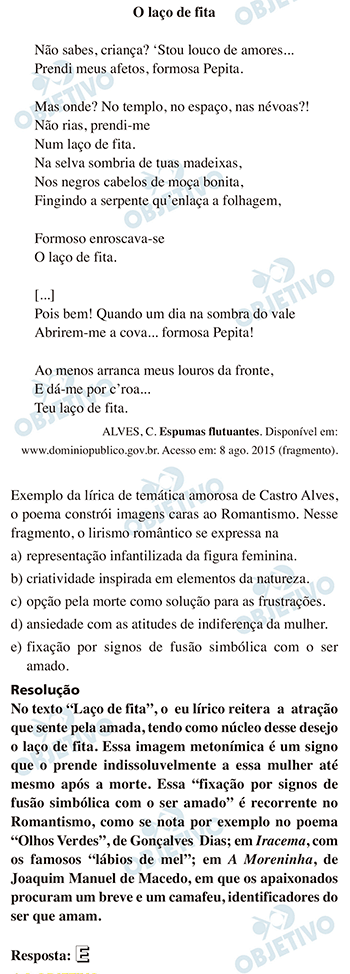 O laço de fita
Não sabes, criança? ‘Stou louco de amores...
Prendi meus afetos, formosa Pepita.
Mas onde? No templo, no espaço, nas névoas?!
Não rias, prendi-me
Num laço de fita.
Na selva sombria de tuas madeixas,
Nos negros cabelos de moça bonita,
Fingindo a serpente qu’enlaça a folhagem,
Formoso enroscava-se
O laço de fita.
[...]
Pois bem! Quando um dia na sombra do vale
Abrirem-me a cova... formosa Pepita!
Ao menos arranca meus louros da fronte,
E dá-me por c’roa...
Teu laço de fita.
ALVES, C. Espumas flutuantes. Disponível em:
www.dominiopublico.gov.br. Acesso em: 8 ago. 2015 (fragmento).
Exemplo da lírica de temática amorosa de Castro Alves,
o poema constrói imagens caras ao Romantismo. Nesse
fragmento, o lirismo romântico se expressa na
a) representação infantilizada da figura feminina.
b) criatividade inspirada em elementos da natureza.
c) opção pela morte como solução para as frustrações.
d) ansiedade com as atitudes de indiferença da mulher.
e) fixação por signos de fusão simbólica com o ser
amado.
Resolução
No texto “Laço de fita”, o eu lírico reitera a atração
que sente pela amada, tendo como núcleo desse desejo
o laço de fita. Essa imagem metonímica é um signo
que o prende indissoluvelmente a essa mulher até
mesmo após a morte. Essa “fixação por signos de
fusão simbólica com o ser amado” é recorrente no
Romantismo, como se nota por exemplo no poema
“Olhos Verdes”, de Gonçalves Dias; em Iracema, com
os famosos “lábios de mel”; em A Moreninha, de
Joaquim Manuel de Macedo, em que os apaixonados
procuram um breve e um camafeu, identificadores do
ser que amam.
Resposta: E
OBJETIVO